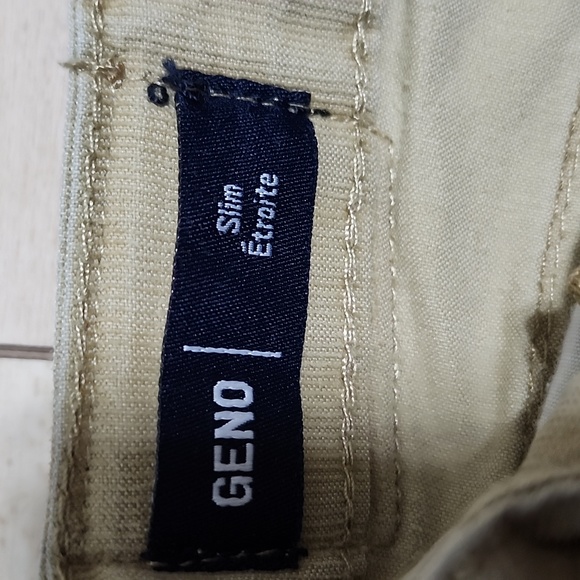 GENO |
Slim
Étroite